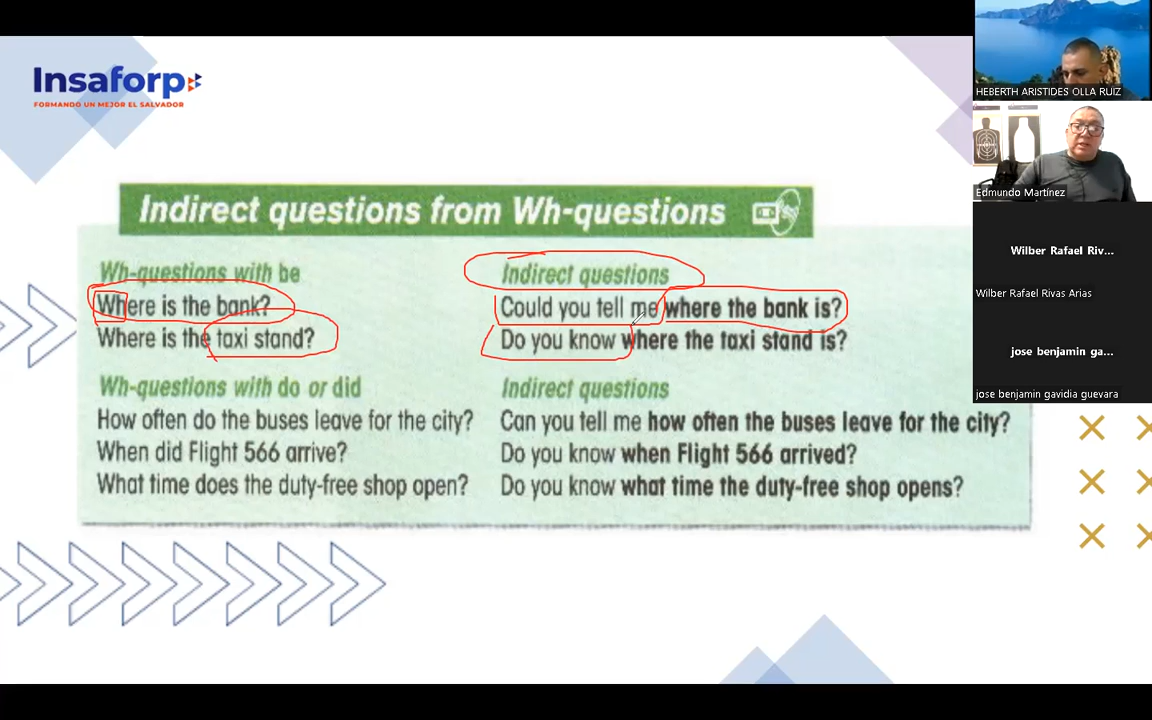 Insaforp
FORMANDO UN MEJOR EL SALVADOR
Indirect questions from Wh-questions
Wh-questions with be
Where is the bank?
Where is the taxi stand?
Indirect questions
Could you tell me where the bank is?
Do you know where the taxi stand is?
Wh-questions with do or did
How often do the buses leave for the city?
When did Flight 566 arrive?
What time does the duty-free shop open?
Indirect questions
Can you tell me how often the buses leave for the city?
Do you know when Flight 566 arrived?
Do you know what time the duty-free shop opens?
HEBERTH ARISTIDES OLLA RUIZ
Edmundo Martínez
Wilber Rafael Riv...
Wilber Rafael Rivas Arias
jose benjamin ga...
jose benjamin gavidia guevara